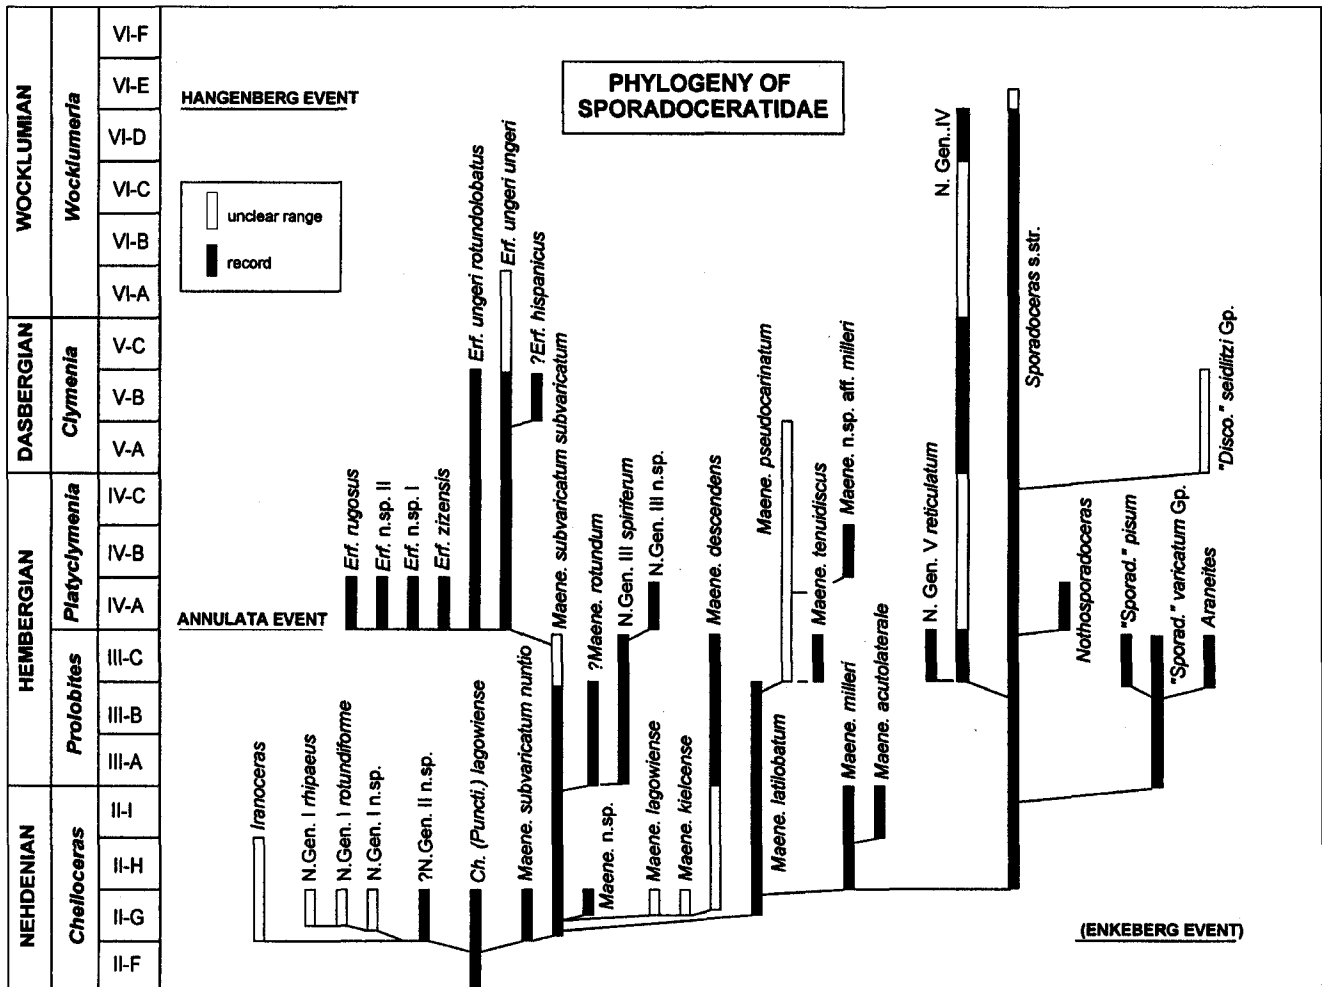 PHYLOGENY OF
SPORADOCERATIDAE
WOCKLUMIAN
DASBERGIAN
HEMBERGIAN
NEHDENIAN
Wocklumeria
Clymenia
Platyclymenia
Prolobites
Cheiloceras
VI-F
VI-E
VI-D
VI-C
VI-B
VI-A
V-C
V-B
V-A
IV-C
IV-B
IV-A
III-C
III-B
III-A
II-I
II-H
II-G
II-F
HANGENBERG EVENT
unclear range
record
ANNULATA EVENT
(ENKEBERG EVENT)
Iranoceras
N.Gen. I rhipaeus
N.Gen. I rotundiforme
N.Gen. I n.sp.
?N.Gen. II n.sp.
Ch. (Puncti.) lagowiense
Maene. subvaricatum nuntio
Erf. rugosus
Erf. n.sp. II
Erf. n.sp. I
Erf. zizensis
Erf. ungeri rotundolobatus
Erf. ungeri ungeri
?Erf. hispanicus
Maene. subvaricatum subvaricatum
?Maene. rotundum
N.Gen. III spiriferum
N.Gen. III n.sp.
Maene. n.sp.
Maene. lagowiense
Maene. kielcense
Maene. descendens
Maene. pseudocarinatum
Maene. latilobatum
Maene. tenuidiscus
Maene. n.sp. aff. milleri
Maene. milleri
Maene. acutolaterale
N. Gen. V reticulatum
N. Gen..IV
Sporadoceras s.str.
Nothosporadoceras
"Sporad." pisum
"Sporad." varicatum Gp.
Araneites
"Disco." seidlitzi Gp.